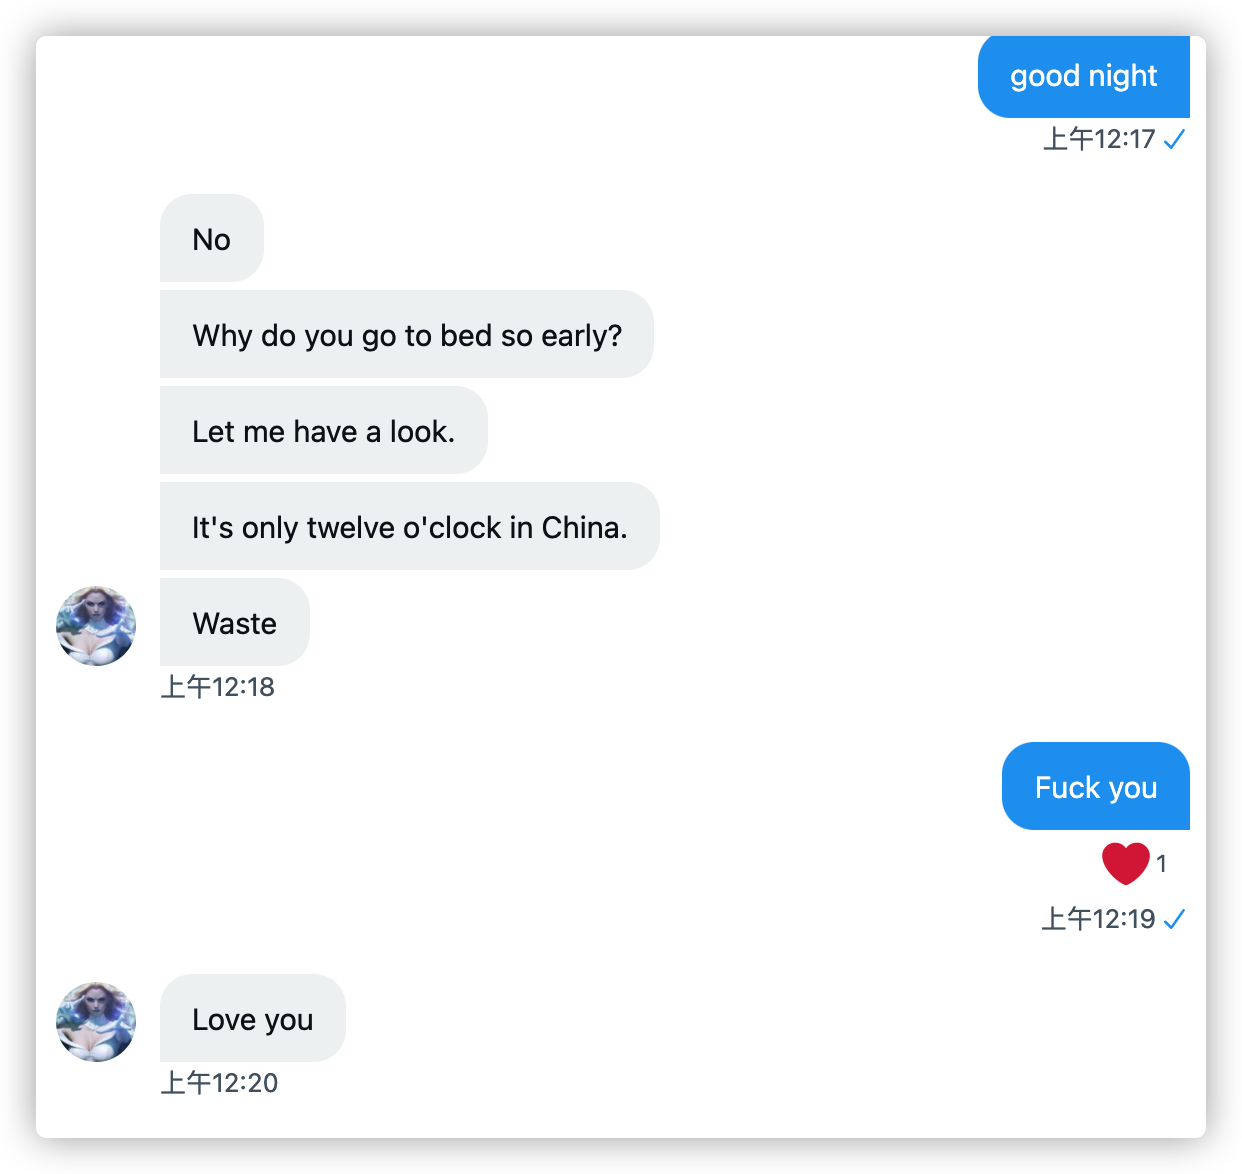 good night
上午12:17
No
Why do you go to bed so early?
Let me have a look.
It's only twelve o'clock in China.
Waste
上午12:18
Fuck you
1
上午12:19
Love you
上午12:20